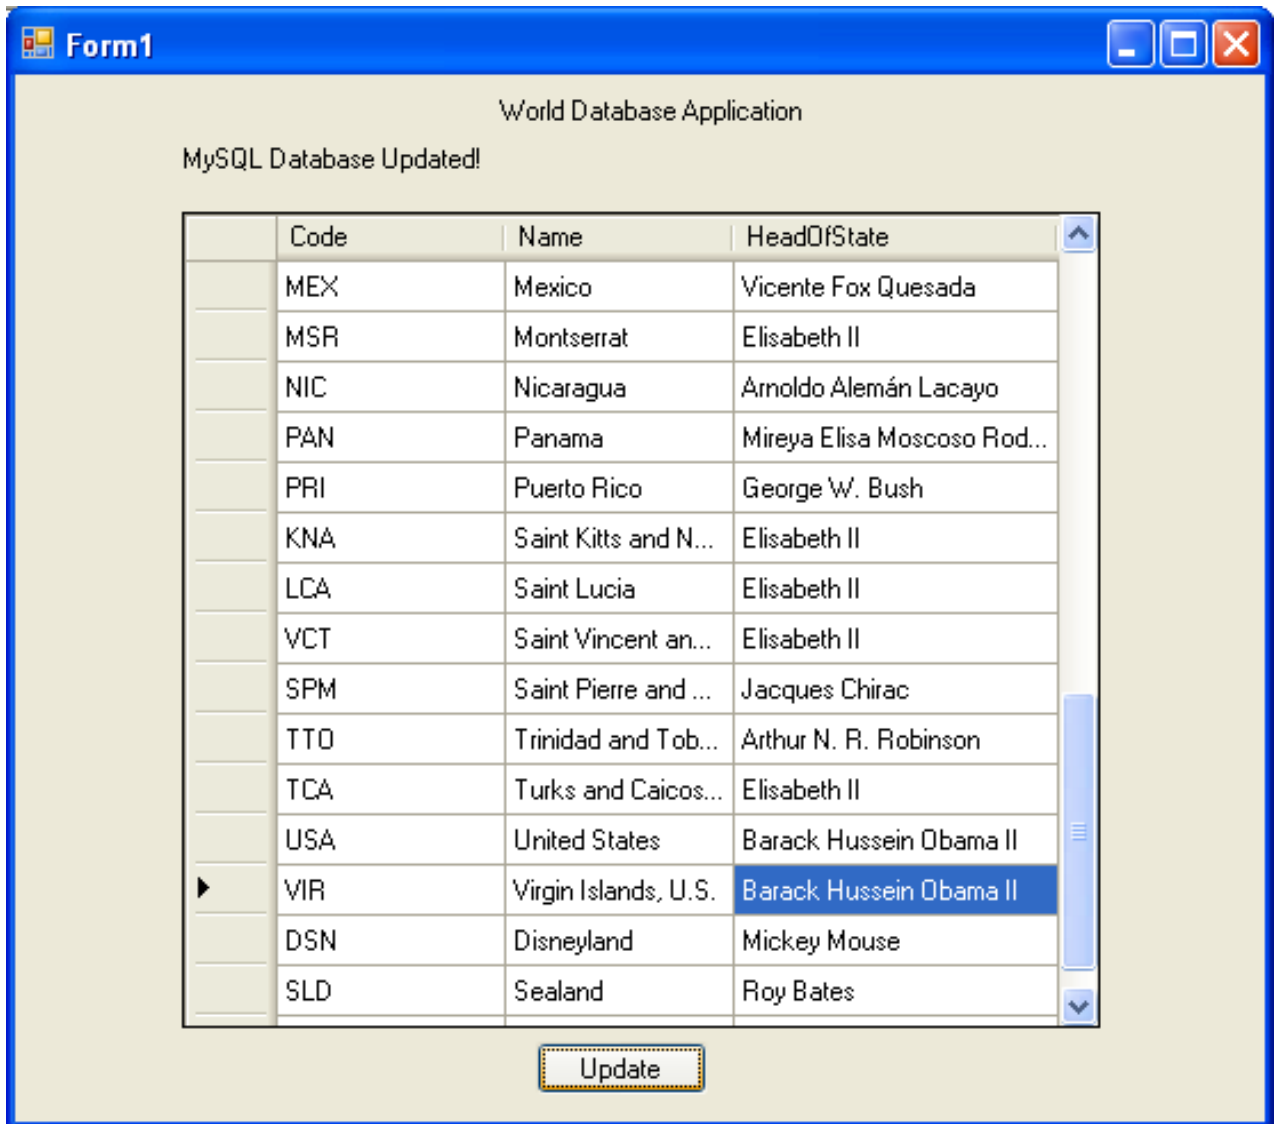 Form1
World Database Application
MySQL Database Updated!
Code Name HeadOfState
MEX Mexico Vicente Fox Quesada
MSR Montserrat Elisabeth II
NIC Nicaragua Arnoldo Alemán Lacayo
PAN Panama Mireya Elisa Moscoso Rod...
PRI Puerto Rico George W. Bush
KNA Saint Kitts and N... Elisabeth II
LCA Saint Lucia Elisabeth II
VCT Saint Vincent an... Elisabeth II
SPM Saint Pierre and ... Jacques Chirac
TTO Trinidad and Tob... Arthur N. R. Robinson
TCA Turks and Caicos... Elisabeth II
USA United States Barack Hussein Obama II
VIR Virgin Islands, U.S. Barack Hussein Obama II
DSN Disneyland Mickey Mouse
SLD Sealand Roy Bates
Update